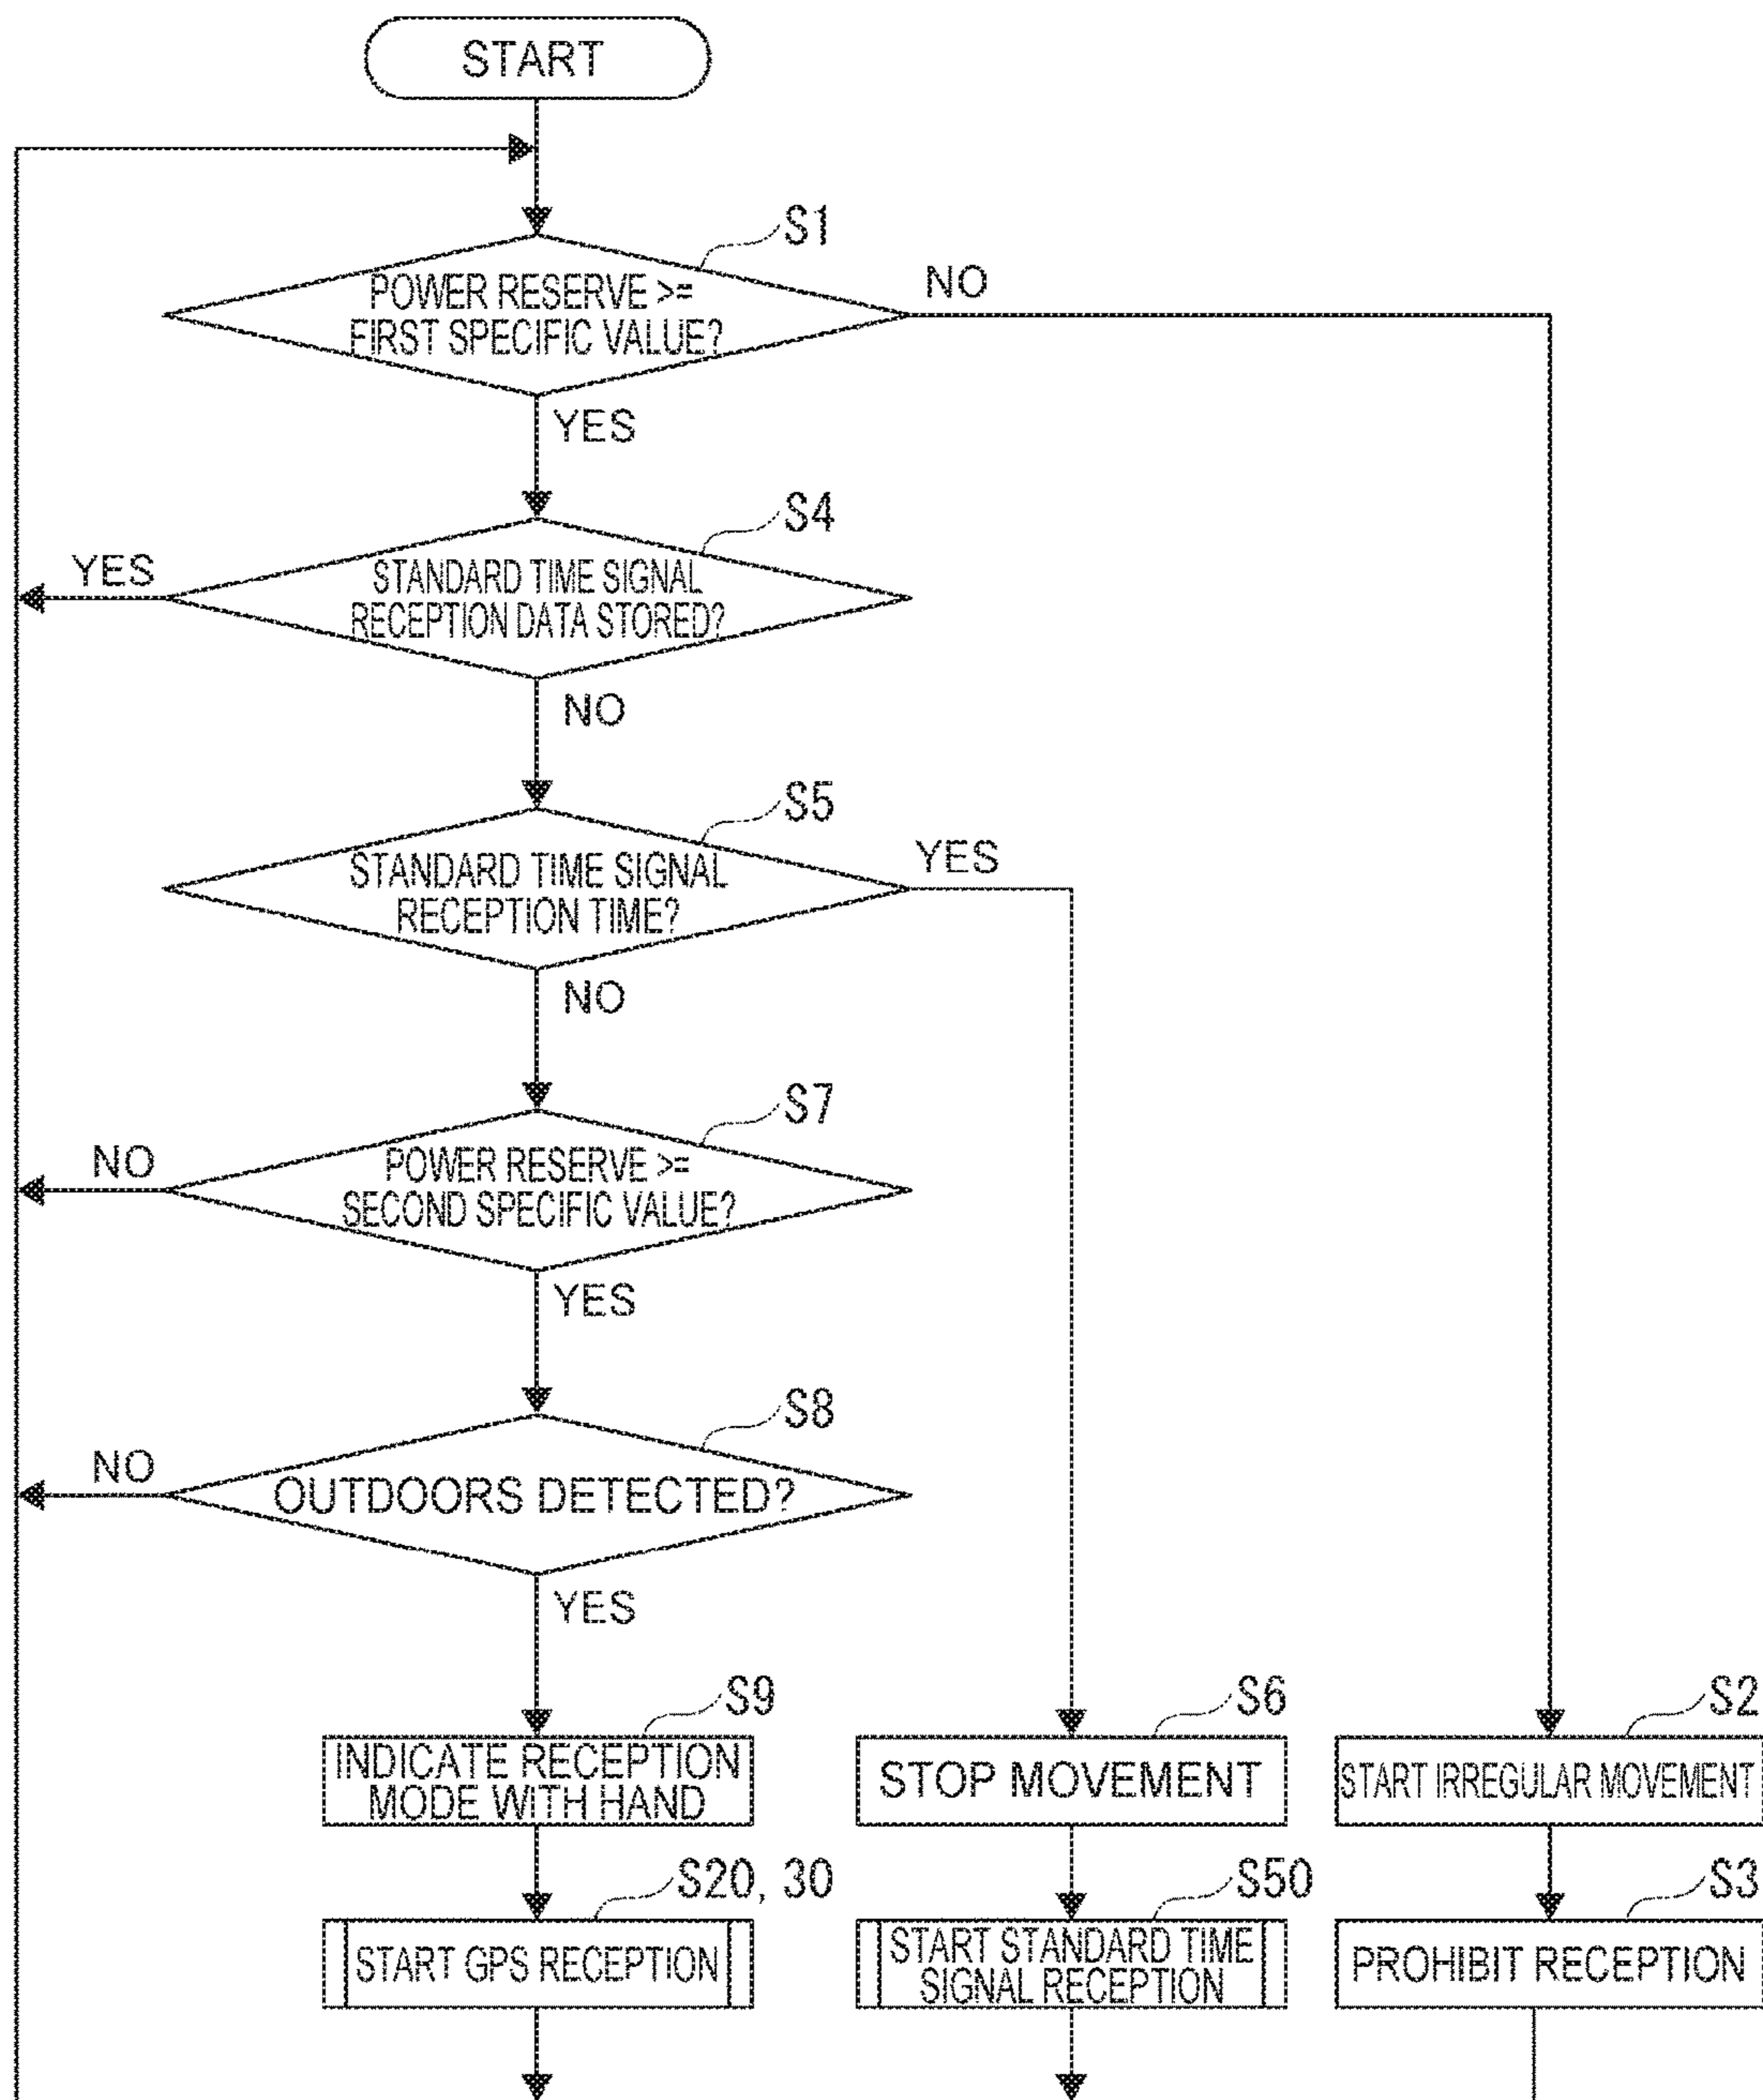 START
S1
POWER RESERVE >=
FIRST SPECIFIC VALUE?
NO
YES
S4
YES
STANDARD TIME SIGNAL
RECEPTION DATA STORED?
NO
S5
STANDARD TIME SIGNAL
RECEPTION TIME?
YES
NO
S7
NO
POWER RESERVE >=
SECOND SPECIFIC VALUE?
YES
S8
NO
OUTDOORS DETECTED?
YES
S9
INDICATE RECEPTION
MODE WITH HAND
S6
STOP MOVEMENT
S2
START IRREGULAR MOVEMENT
S20, 30
START GPS RECEPTION
S50
START STANDARD TIME
SIGNAL RECEPTION
S3
PROHIBIT RECEPTION